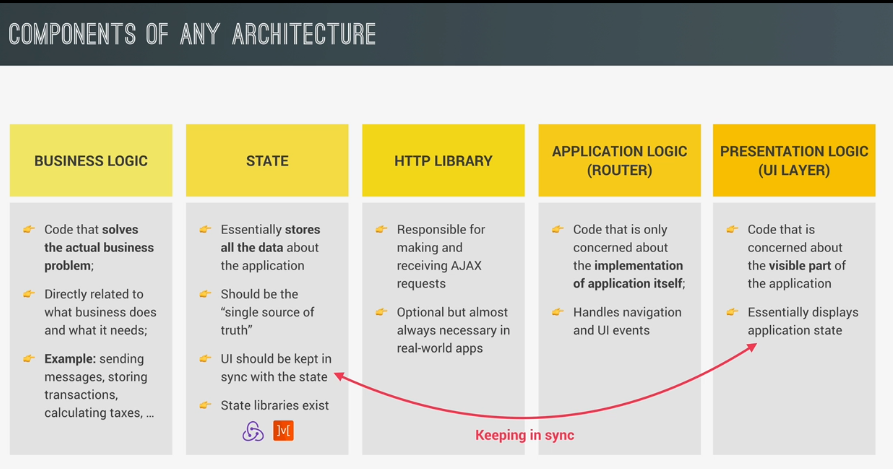 COMPONENTS OF ANY ARCHITECTURE
BUSINESS LOGIC
Code that solves
the actual business
problem;
Directly related to
what business does
and what it needs;
Example: sending
messages, storing
transactions,
calculating taxes, ...
STATE
Essentially stores
all the data about
the application
Should be the
“single source of
truth”
UI should be kept in
sync with the state
State libraries exist
]v[
HTTP LIBRARY
Responsible for
making and
receiving AJAX
requests
Optional but almost
always necessary in
real-world apps
APPLICATION LOGIC
(ROUTER)
Code that is only
concerned about
the implementation
of application itself;
Handles navigation
and UI events
PRESENTATION LOGIC
(UI LAYER)
Code that is
concerned about
the visible part of
the application
Essentially displays
application state
Keeping in sync